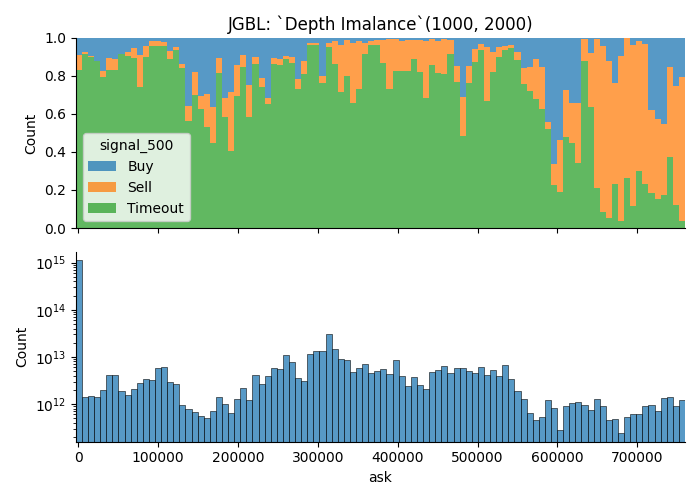 JGBL: `Depth Imalance`(1000, 2000)
1.0
0.8
0.6
0.4
0.2
0.0
Count
signal_500
Buy
Sell
Timeout
10^15
10^14
10^13
10^12
Count
0
100000
200000
300000
400000
500000
600000
700000
ask